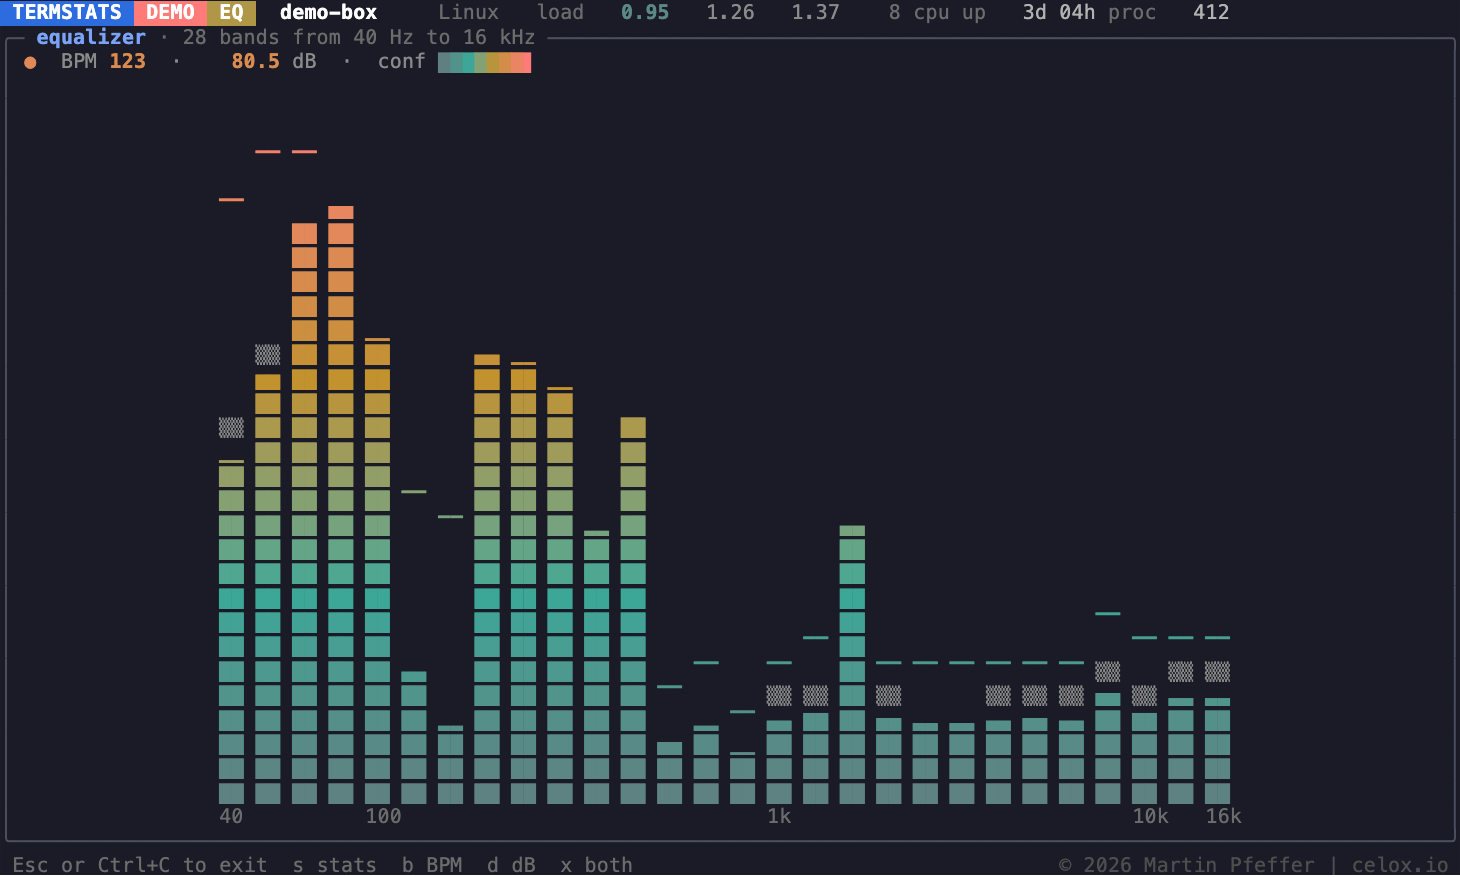 TERMSTATS DEMO EQ demo-box Linux load 0.95 1.26 1.37 8 cpu up 3d 04h proc 412
equalizer · 28 bands from 40 Hz to 16 kHz
● BPM 123 · 80.5 dB · conf
40 100 1k 10k 16k
Esc or Ctrl+C to exit s stats b BPM d dB x both © 2026 Martin Pfeffer | celox.io